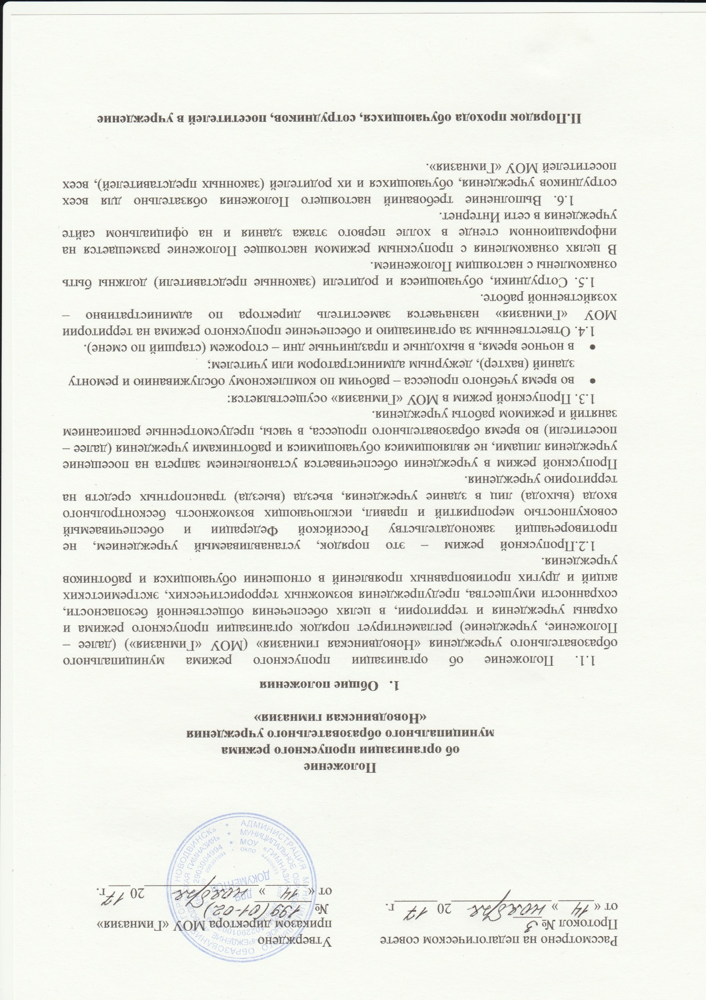 Рассмотрено на педагогическом совете
Протокол № 3
от « 14 » ноября 20 17 г.
Утверждено
приказом директора МОУ «Гимназия»
№ 199 (01-02)
от « 14 » ноября 20 17 г.
АДМИНИСТРАЦИЯ МУНИЦИПАЛЬНОГО ОБРАЗОВАНИЯ «ГОРОД НОВОДВИНСК»
МУНИЦИПАЛЬНОЕ ОБРАЗОВАТЕЛЬНОЕ УЧРЕЖДЕНИЕ «НОВОДВИНСКАЯ ГИМНАЗИЯ»
МОУ «ГИМНАЗИЯ»
ИНН 2903004994
ОКПО
ДЛЯ
ДОКУМЕНТОВ
Положение
об организации пропускного режима
муниципального образовательного учреждения
«Новодвинская гимназия»
1. Общие положения
1.1. Положение об организации пропускного режима муниципального
образовательного учреждения «Новодвинская гимназия» (МОУ «Гимназия») (далее –
Положение, учреждение) регламентирует порядок организации пропускного режима и
охраны учреждения и территории, в целях обеспечения общественной безопасности,
сохранности имущества, предупреждения возможных террористических, экстремистских
акций и других противоправных проявлений в отношении обучающихся и работников
учреждения.
1.2.Пропускной режим – это порядок, устанавливаемый учреждением, не
противоречащий законодательству Российской Федерации и обеспечиваемый
совокупностью мероприятий и правил, исключающих возможность бесконтрольного
входа (выхода) лиц в здание учреждения, въезда (выезда) транспортных средств на
территорию учреждения.
Пропускной режим в учреждении обеспечивается установлением запрета на посещение
учреждения лицами, не являющимися обучающимися и работниками учреждения (далее –
посетители) во время образовательного процесса, в часы, предусмотренные расписанием
занятий и режимом работы учреждения.
1.3. Пропускной режим в МОУ «Гимназия» осуществляется:
• во время учебного процесса – рабочим по комплексному обслуживанию и ремонту
зданий (вахтер), дежурным администратором или учителем;
• в ночное время, в выходные и праздничные дни – сторожем (старший по смене).
1.4. Ответственным за организацию и обеспечение пропускного режима на территории
МОУ «Гимназия» назначается заместитель директора по административно –
хозяйственной работе.
1.5. Сотрудники, обучающиеся и родители (законные представители) должны быть
ознакомлены с настоящим Положением.
В целях ознакомления с пропускным режимом настоящее Положение размещается на
информационном стенде в холле первого этажа здания и на официальном сайте
учреждения в сети Интернет.
1.6. Выполнение требований настоящего Положения обязательно для всех
сотрудников учреждения, обучающихся и их родителей (законных представителей), всех
посетителей МОУ «Гимназия».
II.Порядок прохода обучающихся, сотрудников, посетителей в учреждение